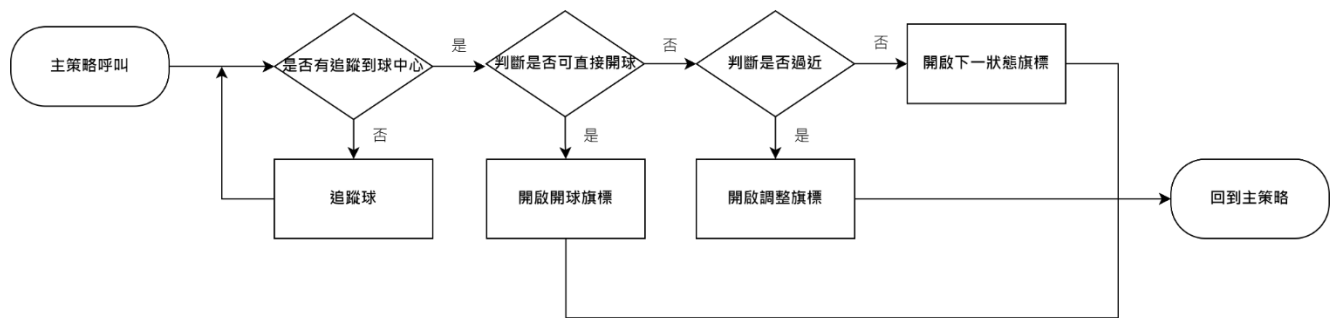 主策略呼叫
是否有追蹤到球中心
是
判斷是否可直接開球
否
判斷是否過近
否
開啟下一狀態旗標
否
追蹤球
是
開啟開球旗標
是
開啟調整旗標
回到主策略